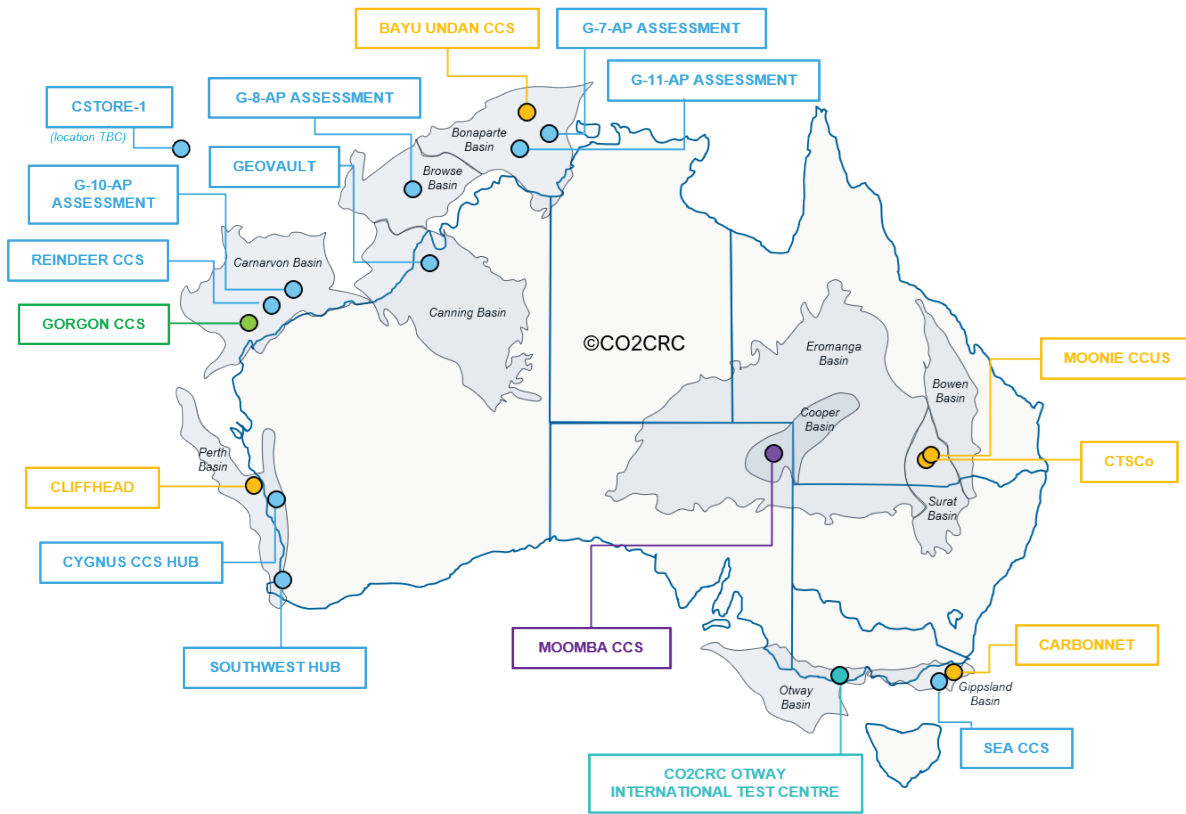 BAYU UNDAN CCS
G-7-AP ASSESSMENT
G-11-AP ASSESSMENT
G-8-AP ASSESSMENT
CSTORE-1
(location TBC)
Bonaparte
Basin
GEOVAULT
Browse
Basin
G-10-AP
ASSESSMENT
REINDEER CCS
Carnarvon Basin
GORGON CCS
Canning Basin
©CO2CRC
Eromanga
Basin
MOONIE CCUS
Bowen
Basin
Cooper
Basin
Perth
Basin
CTSCo
CLIFFHEAD
Surat
Basin
CYGNUS CCS HUB
MOOMBA CCS
CARBONNET
SOUTHWEST HUB
Otway
Basin
Gippsland
Basin
SEA CCS
CO2CRC OTWAY
INTERNATIONAL TEST CENTRE